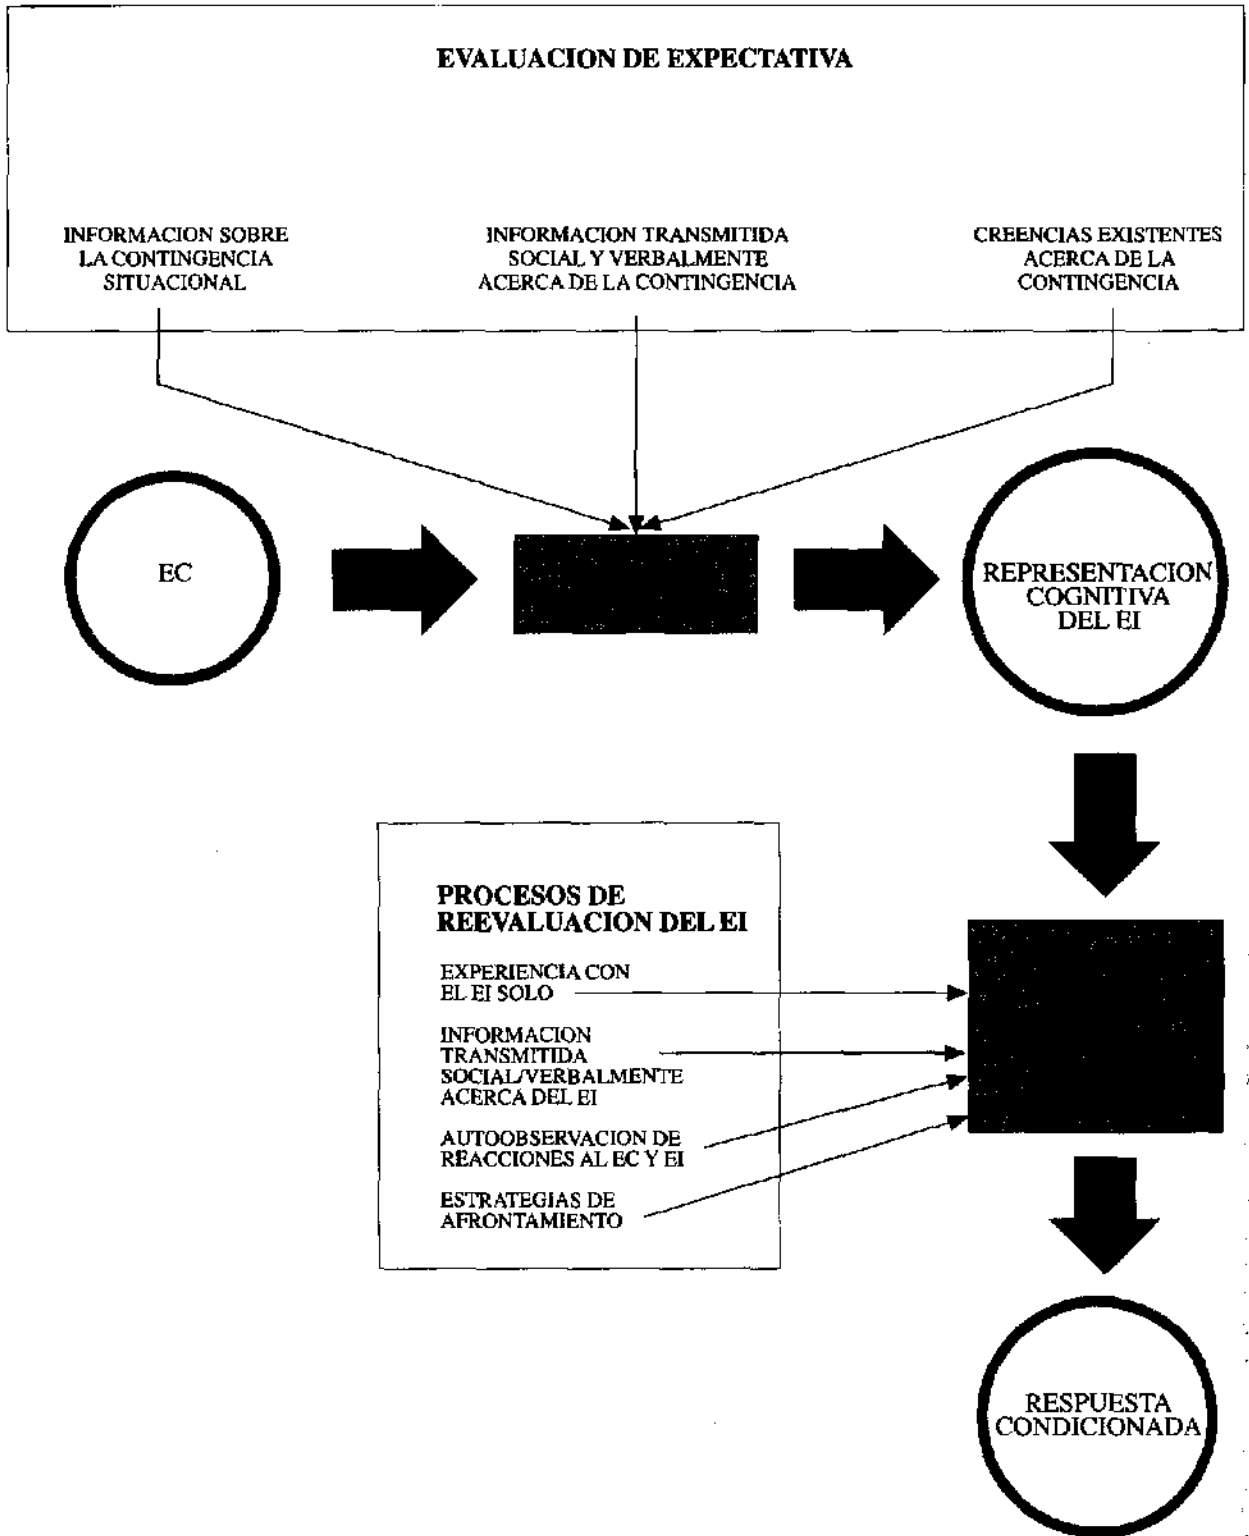 EVALUACION DE EXPECTATIVA
INFORMACION SOBRE
LA CONTINGENCIA
SITUACIONAL
INFORMACION TRANSMITIDA
SOCIAL Y VERBALMENTE
ACERCA DE LA CONTINGENCIA
CREENCIAS EXISTENTES
ACERCA DE LA
CONTINGENCIA
EC
REPRESENTACION
COGNITIVA
DEL EI
PROCESOS DE
REEVALUACION DEL EI
EXPERIENCIA CON
EL EI SOLO
INFORMACION
TRANSMITIDA
SOCIAL/VERBALMENTE
ACERCA DEL EI
AUTOOBSERVACION DE
REACCIONES AL EC Y EI
ESTRATEGIAS DE
AFRONTAMIENTO
RESPUESTA
CONDICIONADA